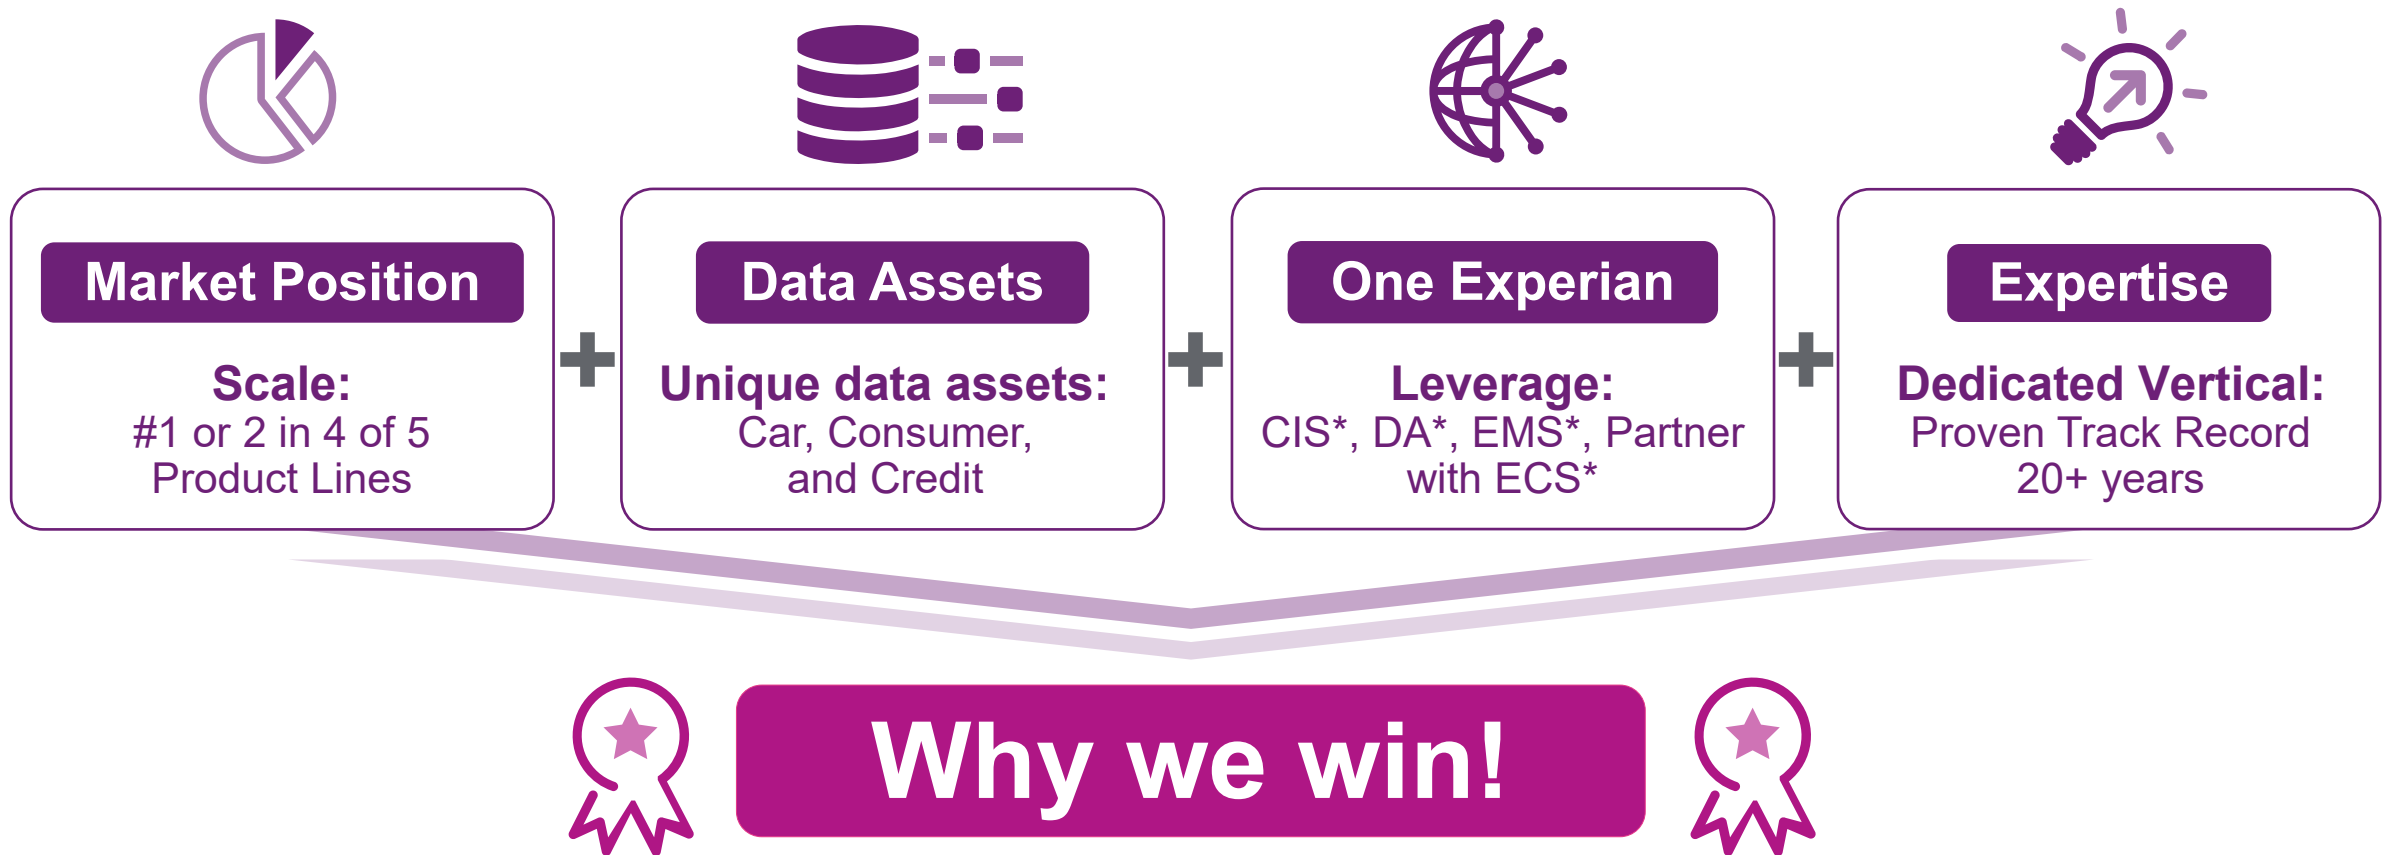 Market Position
Scale:
#1 or 2 in 4 of 5
Product Lines
Data Assets
Unique data assets:
Car, Consumer,
and Credit
One Experian
Leverage:
CIS*, DA*, EMS*, Partner
with ECS*
Expertise
Dedicated Vertical:
Proven Track Record
20+ years
Why we win!